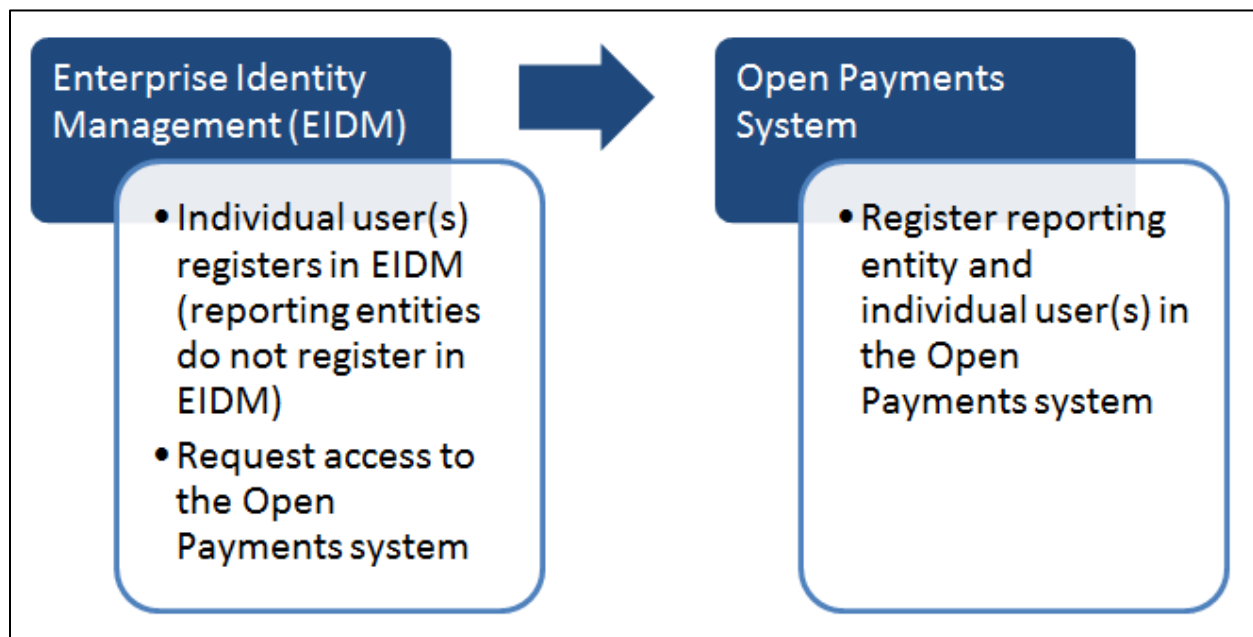 Enterprise Identity
Management (EIDM)
• Individual user(s)
registers in EIDM
(reporting entities
do not register in
EIDM)
• Request access to
the Open
Payments system
Open Payments
System
• Register reporting
entity and
individual user(s) in
the Open
Payments system